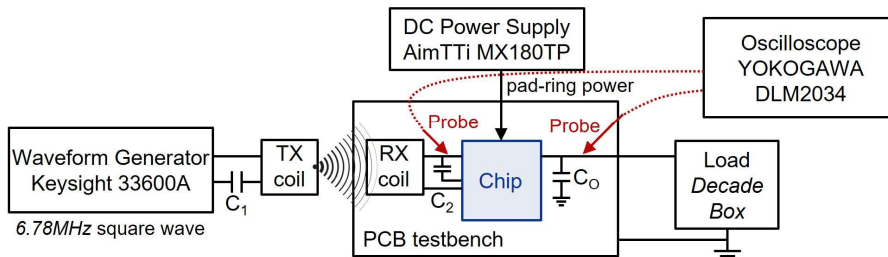 DC Power Supply
AimTTi MX180TP
Oscilloscope
YOKOGAWA
DLM2034
pad-ring power
Probe
Probe
Waveform Generator
Keysight 33600A
TX
coil
RX
coil
Chip
Load
Decade
Box
C1
C2
CO
6.78MHz square wave
PCB testbench